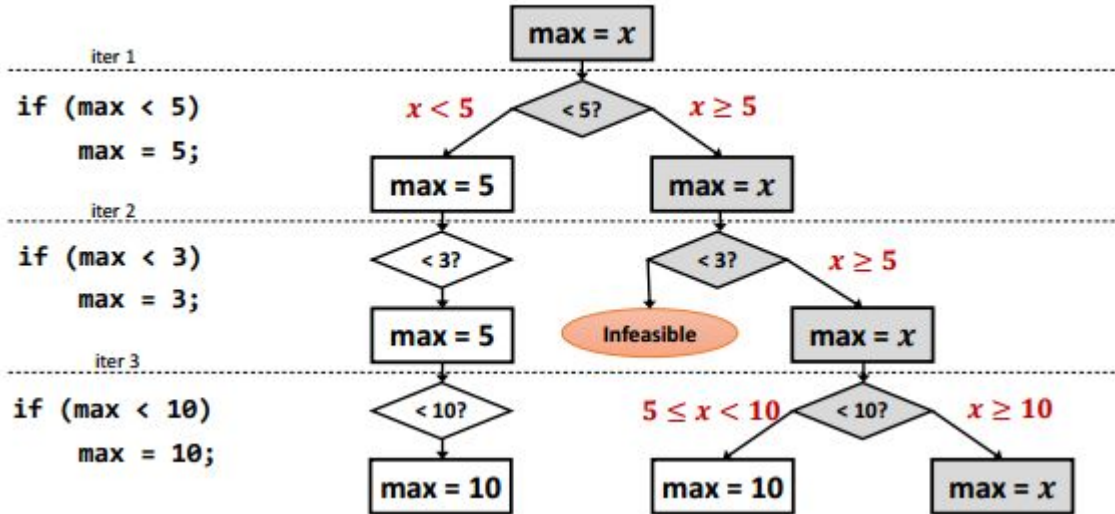 max = x
iter 1
if (max < 5)
max = 5;
x < 5
< 5?
x ≥ 5
max = 5
max = x
iter 2
if (max < 3)
max = 3;
< 3?
< 3?
x ≥ 5
max = 5
Infeasible
max = x
iter 3
if (max < 10)
max = 10;
< 10?
5 ≤ x < 10
< 10?
x ≥ 10
max = 10
max = 10
max = x